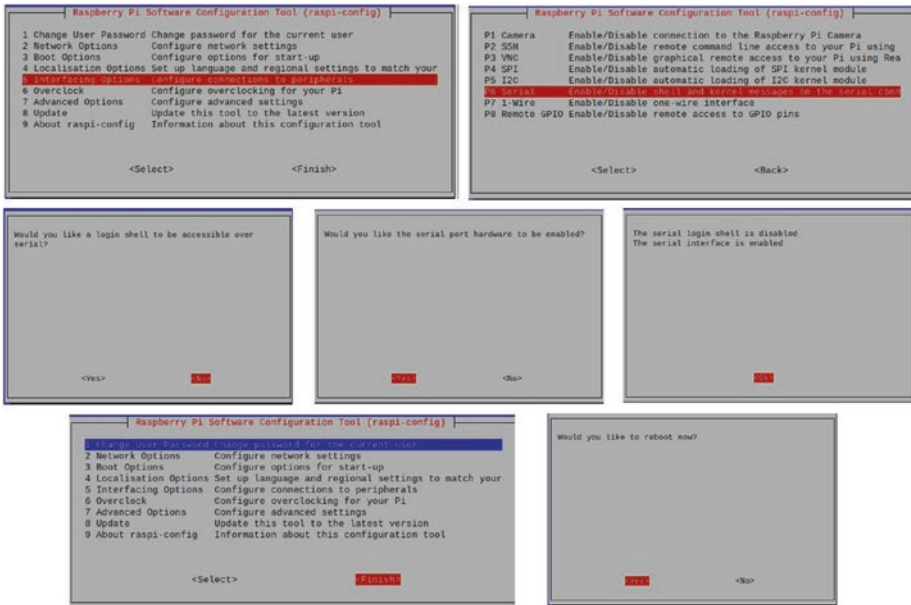 Raspberry Pi Software Configuration Tool (raspi-config)
1 Change User Password Change password for the current user
2 Network Options Configure network settings
3 Boot Options Configure options for start-up
4 Localisation Options Set up language and regional settings to match your
5 Interfacing Options Configure connections to peripherals
6 Overclock Configure overclocking for your Pi
7 Advanced Options Configure advanced settings
8 Update Update this tool to the latest version
9 About raspi-config Information about this configuration tool
<Select> <Finish>
Raspberry Pi Software Configuration Tool (raspi-config)
P1 Camera Enable/Disable connection to the Raspberry Pi Camera
P2 SSH Enable/Disable remote command line access to your Pi using
P3 VNC Enable/Disable graphical remote access to your Pi using Rea
P4 SPI Enable/Disable automatic loading of SPI kernel module
P5 I2C Enable/Disable automatic loading of I2C kernel module
P6 Serial Enable/Disable shell and kernel messages on the serial conn
P7 1-Wire Enable/Disable one-wire interface
P8 Remote GPIO Enable/Disable remote access to GPIO pins
<Select> <Back>
Would you like a login shell to be accessible over
serial?
<Yes> <No>
Would you like the serial port hardware to be enabled?
<Yes> <No>
The serial login shell is disabled
The serial interface is enabled
<Ok>
Raspberry Pi Software Configuration Tool (raspi-config)
1 Change User Password Change password for the current user
2 Network Options Configure network settings
3 Boot Options Configure options for start-up
4 Localisation Options Set up language and regional settings to match your
5 Interfacing Options Configure connections to peripherals
6 Overclock Configure overclocking for your Pi
7 Advanced Options Configure advanced settings
8 Update Update this tool to the latest version
9 About raspi-config Information about this configuration tool
<Select> <Finish>
Would you like to reboot now?
<Yes> <No>